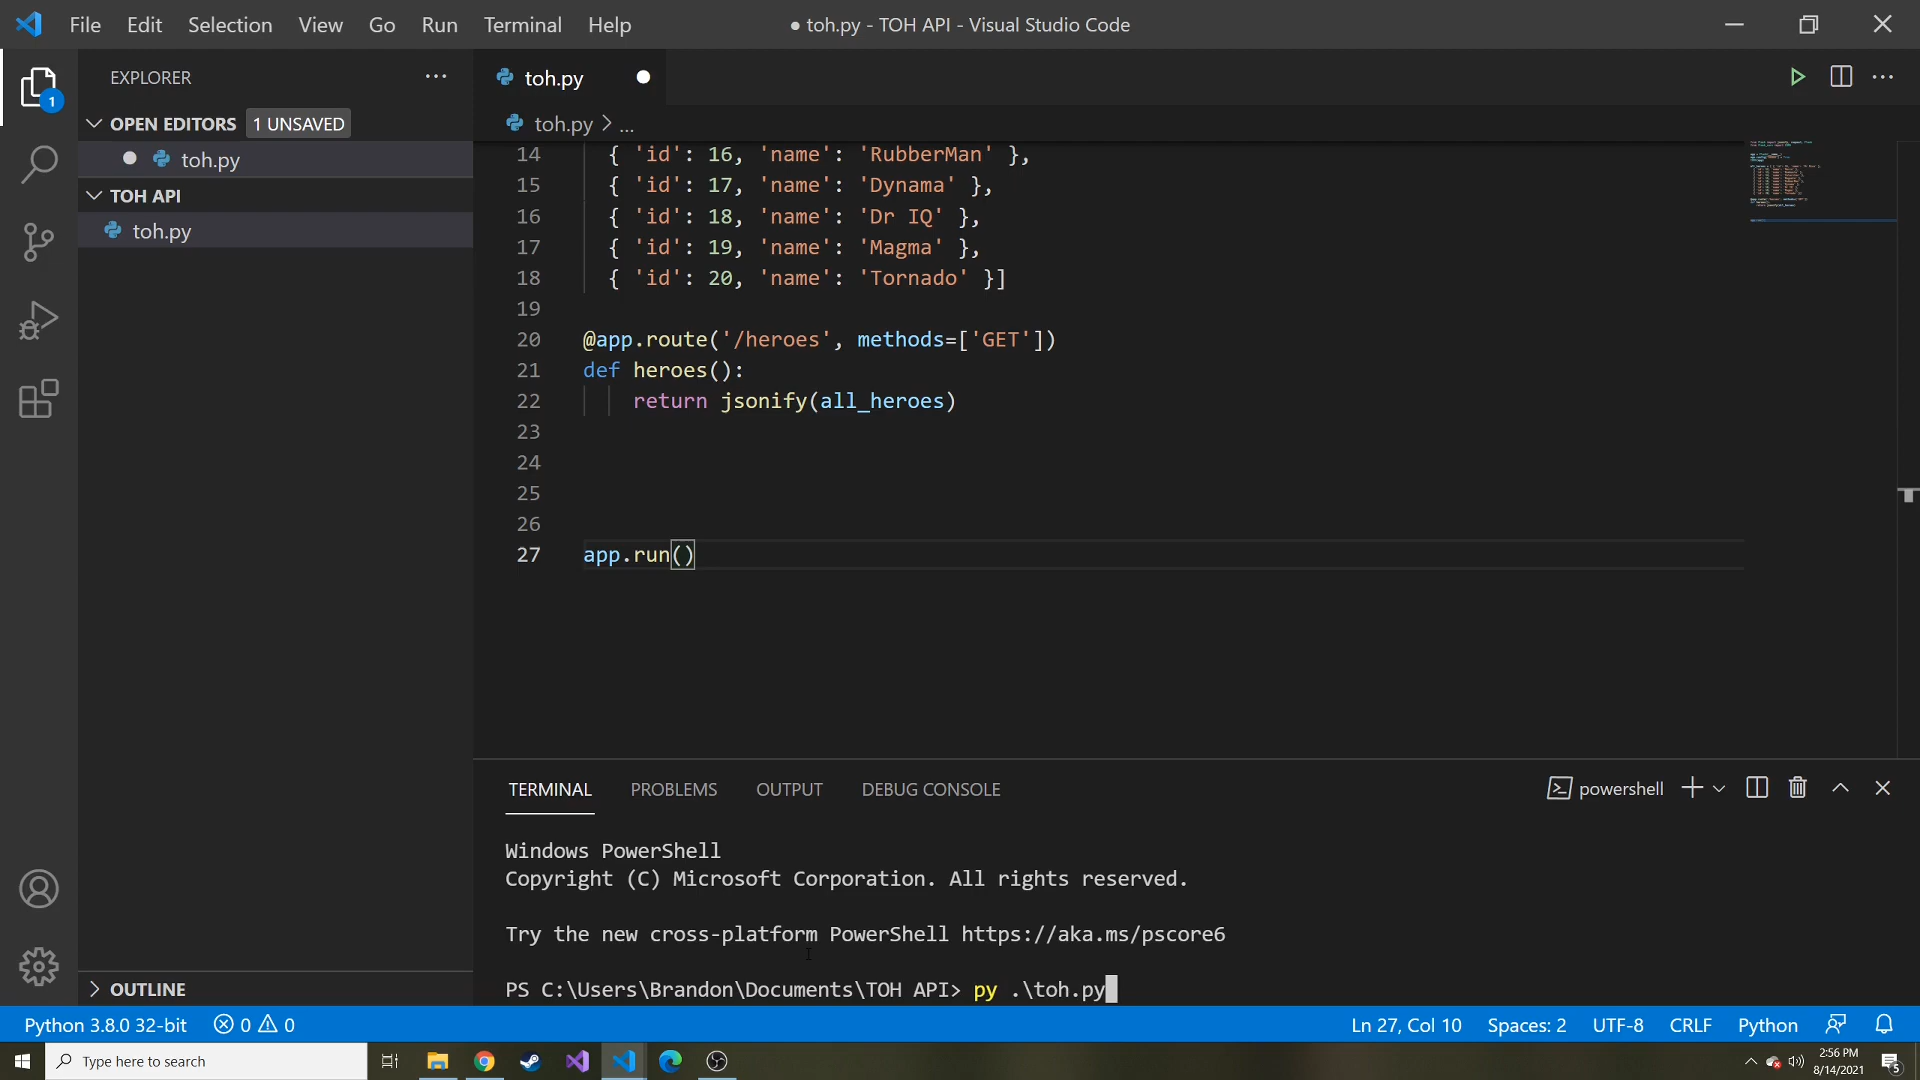 File Edit Selection View Go Run Terminal Help
● toh.py - TOH API - Visual Studio Code
EXPLORER
OPEN EDITORS 1 UNSAVED
toh.py
TOH API
toh.py
OUTLINE
1
toh.py
toh.py > ...
14 { 'id': 16, 'name': 'RubberMan' },
15 { 'id': 17, 'name': 'Dynama' },
16 { 'id': 18, 'name': 'Dr IQ' },
17 { 'id': 19, 'name': 'Magma' },
18 { 'id': 20, 'name': 'Tornado' }]
19
20 @app.route('/heroes', methods=['GET'])
21 def heroes():
22 return jsonify(all_heroes)
23
24
25
26
27 app.run()
TERMINAL PROBLEMS OUTPUT DEBUG CONSOLE
powershell
Windows PowerShell
Copyright (C) Microsoft Corporation. All rights reserved.
Try the new cross-platform PowerShell https://aka.ms/pscore6
PS C:\Users\Brandon\Documents\TOH API> py .\toh.py
Python 3.8.0 32-bit 0 0
Ln 27, Col 10 Spaces: 2 UTF-8 CRLF Python
Type here to search
2:56 PM
8/14/2021
5